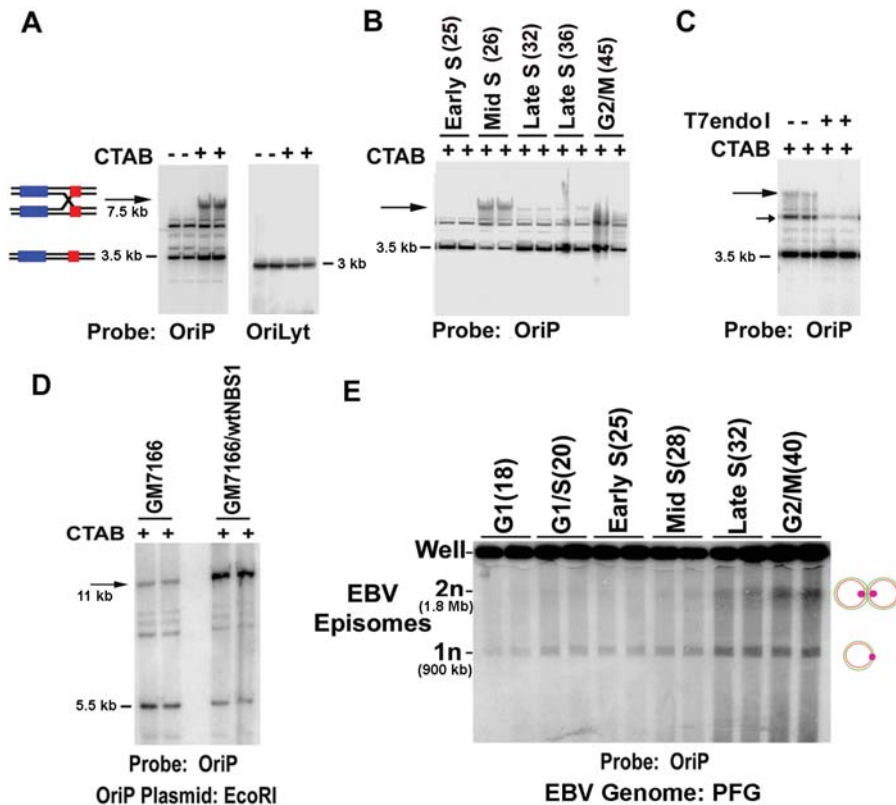 A
CTAB - - + + - - + +
7.5 kb
3.5 kb
3 kb
Probe: OriP OriLyt
B
Early S (25)
Mid S (26)
Late S (32)
Late S (36)
G2/M (45)
CTAB + + + + + + + + + +
3.5 kb
Probe: OriP
C
T7endoI - - + +
CTAB + + + +
3.5 kb
Probe: OriP
D
GM7166
GM7166/wtNBS1
CTAB + + + +
11 kb
5.5 kb
Probe: OriP
OriP Plasmid: EcoRI
E
G1(18)
G1/S(20)
Early S(25)
Mid S(28)
Late S(32)
G2/M(40)
Well
2n
(1.8 Mb)
EBV
Episomes
1n
(900 kb)
Probe: OriP
EBV Genome: PFG